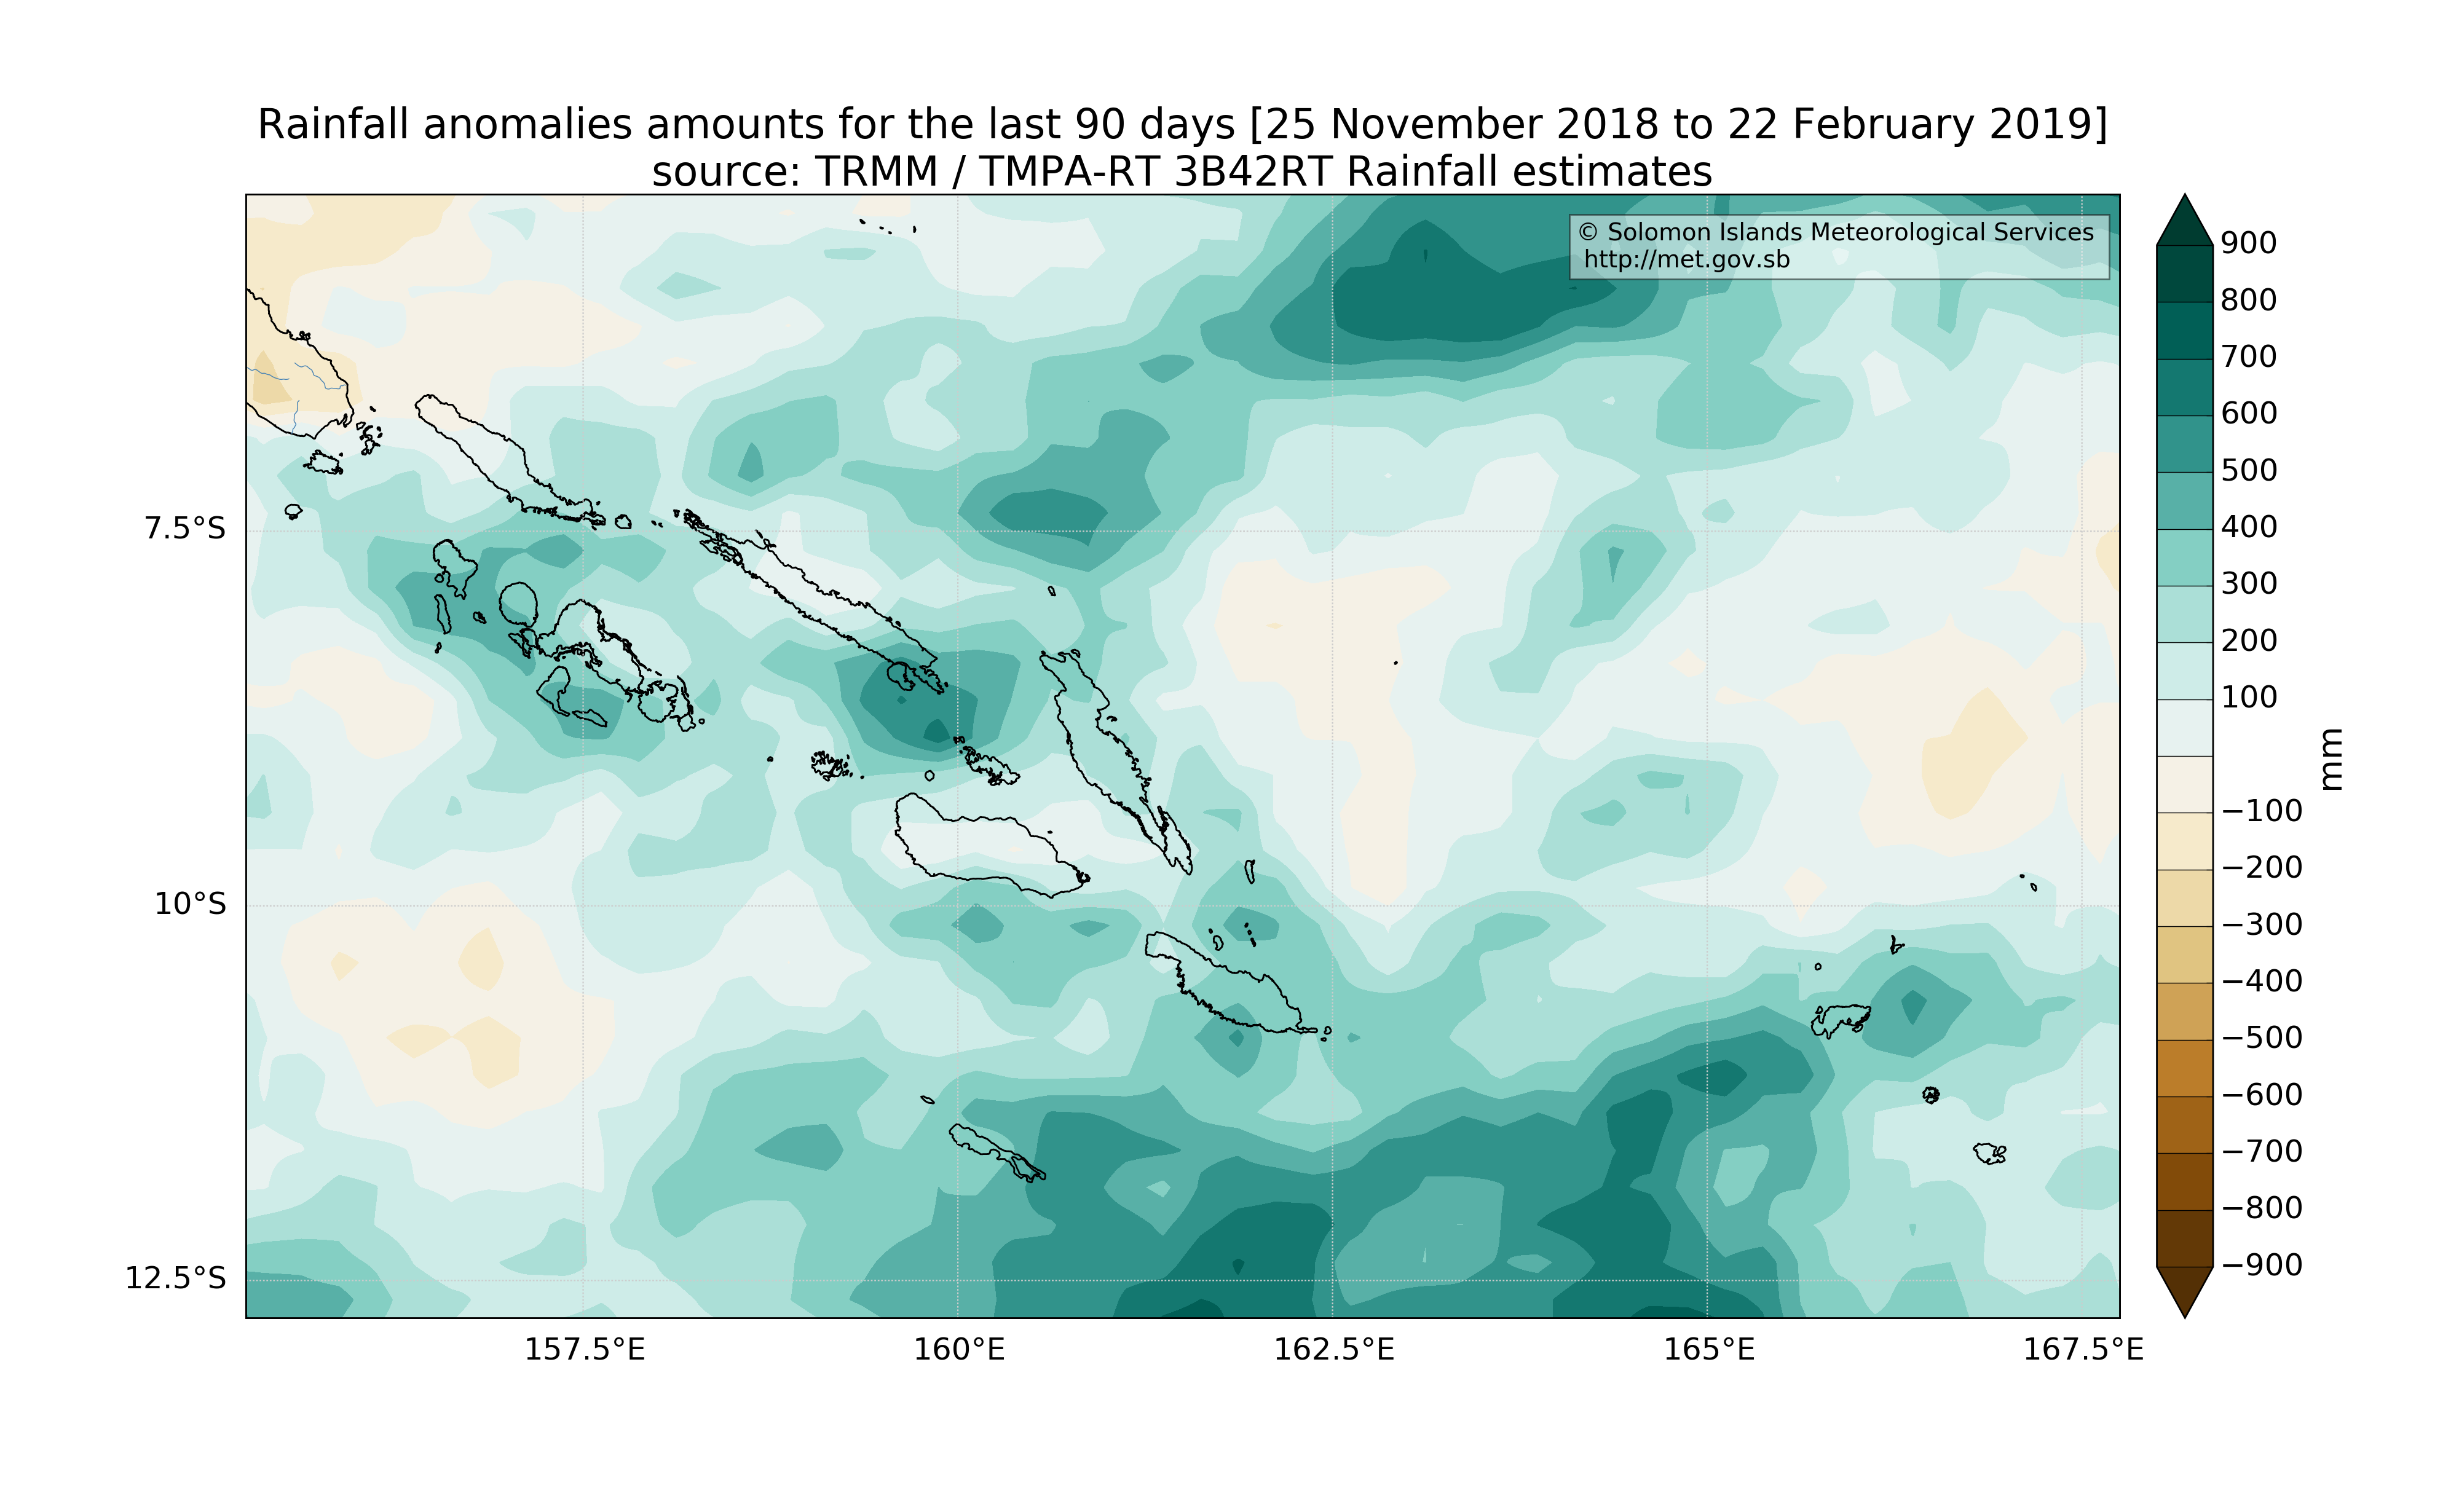 Rainfall anomalies amounts for the last 90 days [25 November 2018 to 22 February 2019]
source: TRMM / TMPA-RT 3B42RT Rainfall estimates
© Solomon Islands Meteorological Services
http://met.gov.sb
7.5°S
10°S
12.5°S
157.5°E
160°E
162.5°E
165°E
167.5°E
900
800
700
600
500
400
300
200
100
−100
−200
−300
−400
−500
−600
−700
−800
−900
mm